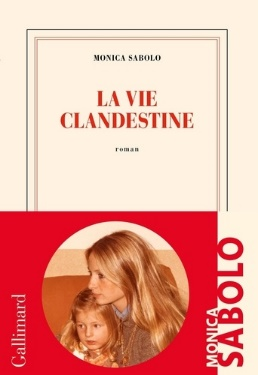 MONICA SABOLO
LA VIE
CLANDESTINE
roman
Gallimard
MONICA
SABOLO